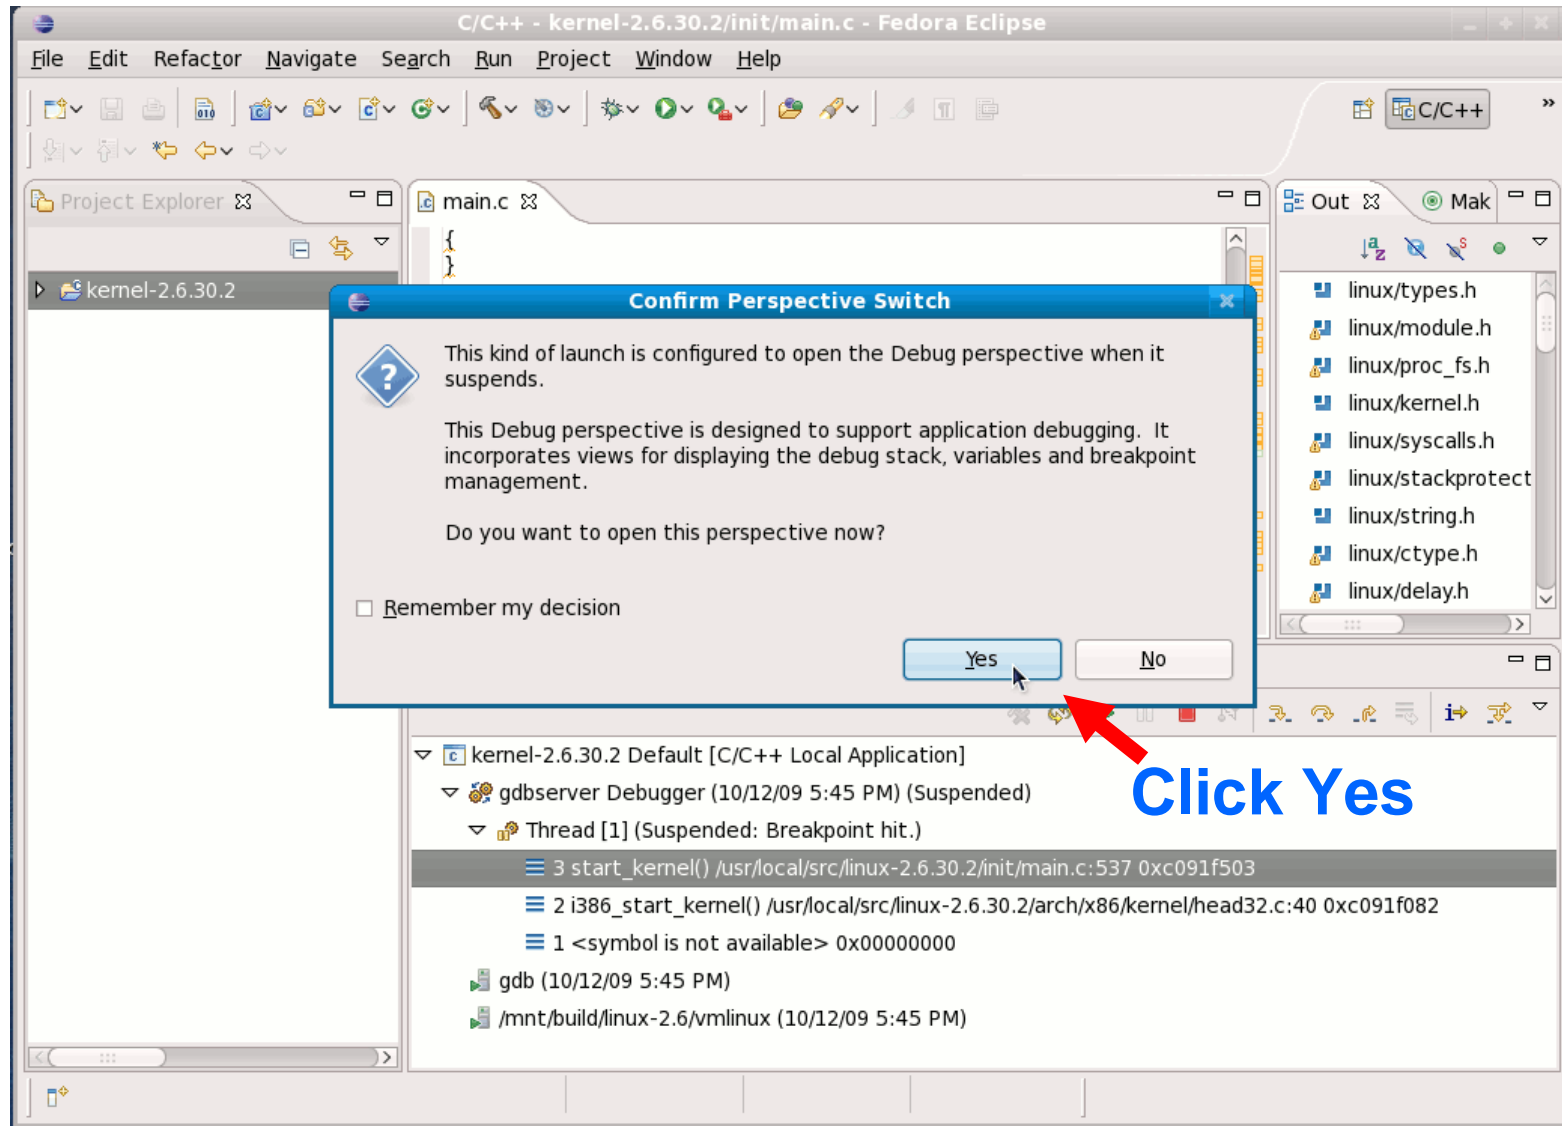 C/C++ - kernel-2.6.30.2/init/main.c - Fedora Eclipse
File Edit Refactor Navigate Search Run Project Window Help
C/C++ »
Project Explorer
main.c
Out Mak
{
}
kernel-2.6.30.2
linux/types.h
linux/module.h
linux/proc_fs.h
linux/kernel.h
linux/syscalls.h
linux/stackprotect
linux/string.h
linux/ctype.h
linux/delay.h
Confirm Perspective Switch
This kind of launch is configured to open the Debug perspective when it
suspends.
This Debug perspective is designed to support application debugging. It
incorporates views for displaying the debug stack, variables and breakpoint
management.
Do you want to open this perspective now?
Remember my decision
Yes No
Click Yes
kernel-2.6.30.2 Default [C/C++ Local Application]
gdbserver Debugger (10/12/09 5:45 PM) (Suspended)
Thread [1] (Suspended: Breakpoint hit.)
3 start_kernel() /usr/local/src/linux-2.6.30.2/init/main.c:537 0xc091f503
2 i386_start_kernel() /usr/local/src/linux-2.6.30.2/arch/x86/kernel/head32.c:40 0xc091f082
1 <symbol is not available> 0x00000000
gdb (10/12/09 5:45 PM)
/mnt/build/linux-2.6/vmlinux (10/12/09 5:45 PM)